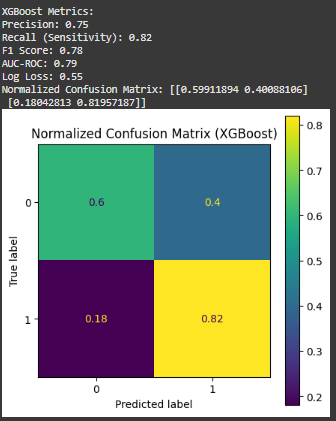 XGBoost Metrics:
Precision: 0.75
Recall (Sensitivity): 0.82
F1 Score: 0.78
AUC-ROC: 0.79
Log Loss: 0.55
Normalized Confusion Matrix: [[0.59911894 0.40088106]
[0.18042813 0.81957187]]
Normalized Confusion Matrix (XGBoost)
0.8
0.7
0.6
0.5
0.4
0.3
0.2
True label
0
1
0.6
0.4
0.18
0.82
0
1
Predicted label